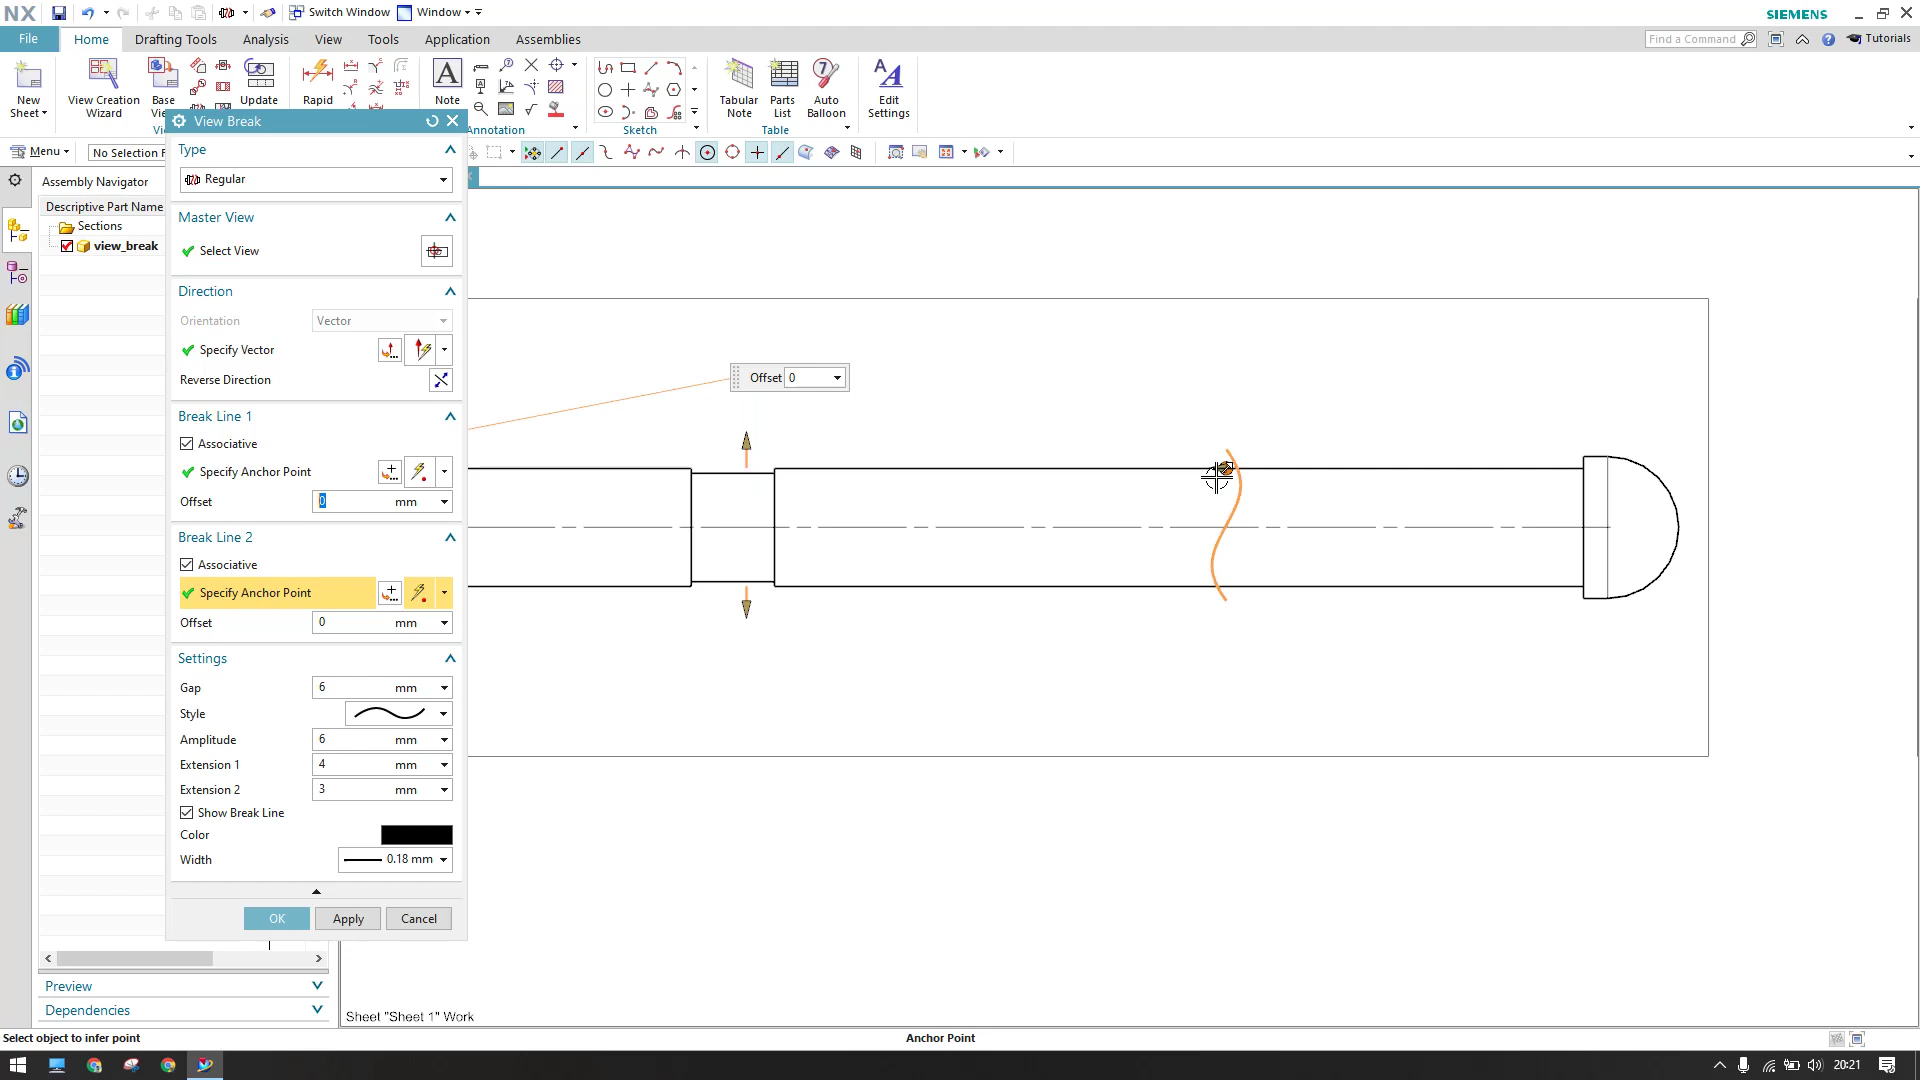 NX
Switch Window
Window
SIEMENS
File
Home
Drafting Tools
Analysis
View
Tools
Application
Assemblies
Find a Command
Tutorials
New
Sheet
View Creation
Wizard
Base
Update
Rapid
Note
Tabular
Note
Parts
List
Auto
Balloon
Edit
Settings
Annotation
Sketch
Table
View Break
Menu
No Selection F
Type
Regular
Master View
Select View
Direction
Orientation
Vector
Specify Vector
Reverse Direction
Break Line 1
Associative
Specify Anchor Point
Offset
0
mm
Break Line 2
Associative
Specify Anchor Point
Offset
0
mm
Settings
Gap
6
mm
Style
Amplitude
6
mm
Extension 1
4
mm
Extension 2
3
mm
Show Break Line
Color
Width
0.18 mm
OK
Apply
Cancel
Assembly Navigator
Descriptive Part Name
Sections
view_break
Preview
Dependencies
Offset
0
Sheet "Sheet 1" Work
Select object to infer point
Anchor Point
20:21